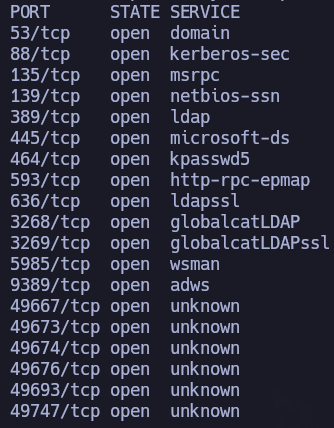 PORT STATE SERVICE
53/tcp open domain
88/tcp open kerberos-sec
135/tcp open msrpc
139/tcp open netbios-ssn
389/tcp open ldap
445/tcp open microsoft-ds
464/tcp open kpasswd5
593/tcp open http-rpc-epmap
636/tcp open ldapssl
3268/tcp open globalcatLDAP
3269/tcp open globalcatLDAPssl
5985/tcp open wsman
9389/tcp open adws
49667/tcp open unknown
49673/tcp open unknown
49674/tcp open unknown
49676/tcp open unknown
49693/tcp open unknown
49747/tcp open unknown